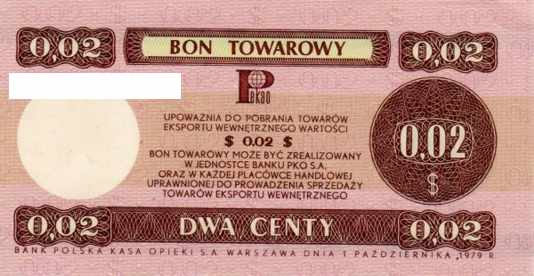 0,02 BON TOWAROWY 0,02
Pekao
UPOWAŻNIA DO POBRANIA TOWARÓW
EKSPORTU WEWNĘTRZNEGO WARTOŚCI
$ 0.02 $
BON TOWAROWY MOŻE BYĆ ZREALIZOWANY
W JEDNOSTCE BANKU PKO S.A.
ORAZ W KAŻDEJ PLACÓWCE HANDLOWEJ
UPRAWNIONEJ DO PROWADZENIA SPRZEDAŻY
TOWARÓW EKSPORTU WEWNĘTRZNEGO
0,02
$
0,02 DWA CENTY 0,02
BANK POLSKA KASA OPIEKI S.A. WARSZAWA DNIA 1 PAŹDZIERNIKA 1979 R